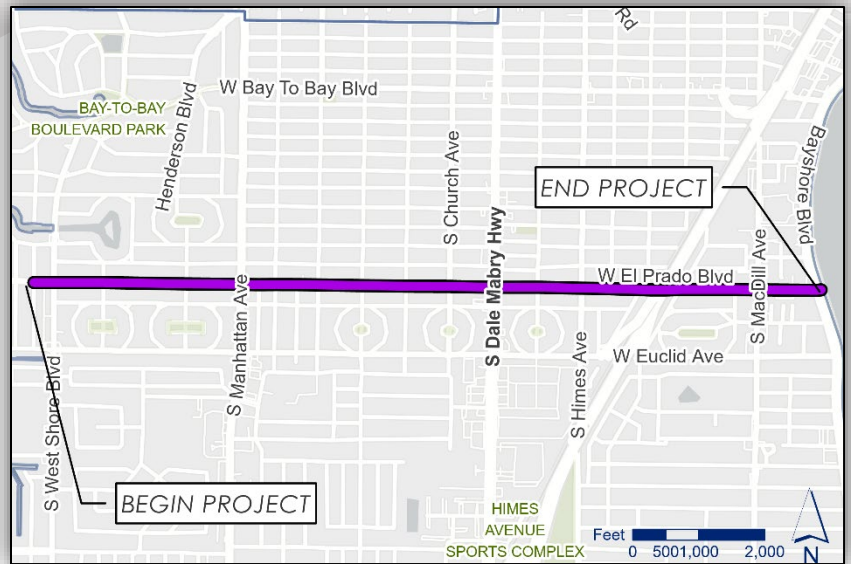 Rd
W Bay To Bay Blvd
BAY-TO-BAY
BOULEVARD PARK
Henderson Blvd
S Church Ave
Bayshore Blvd
END PROJECT
S Dale Mabry Hwy
W El Prado Blvd
S MacDill Ave
S Manhattan Ave
W Euclid Ave
S Himes Ave
S West Shore Blvd
BEGIN PROJECT
HIMES
AVENUE
SPORTS COMPLEX
Feet
0 5001,000 2,000
N